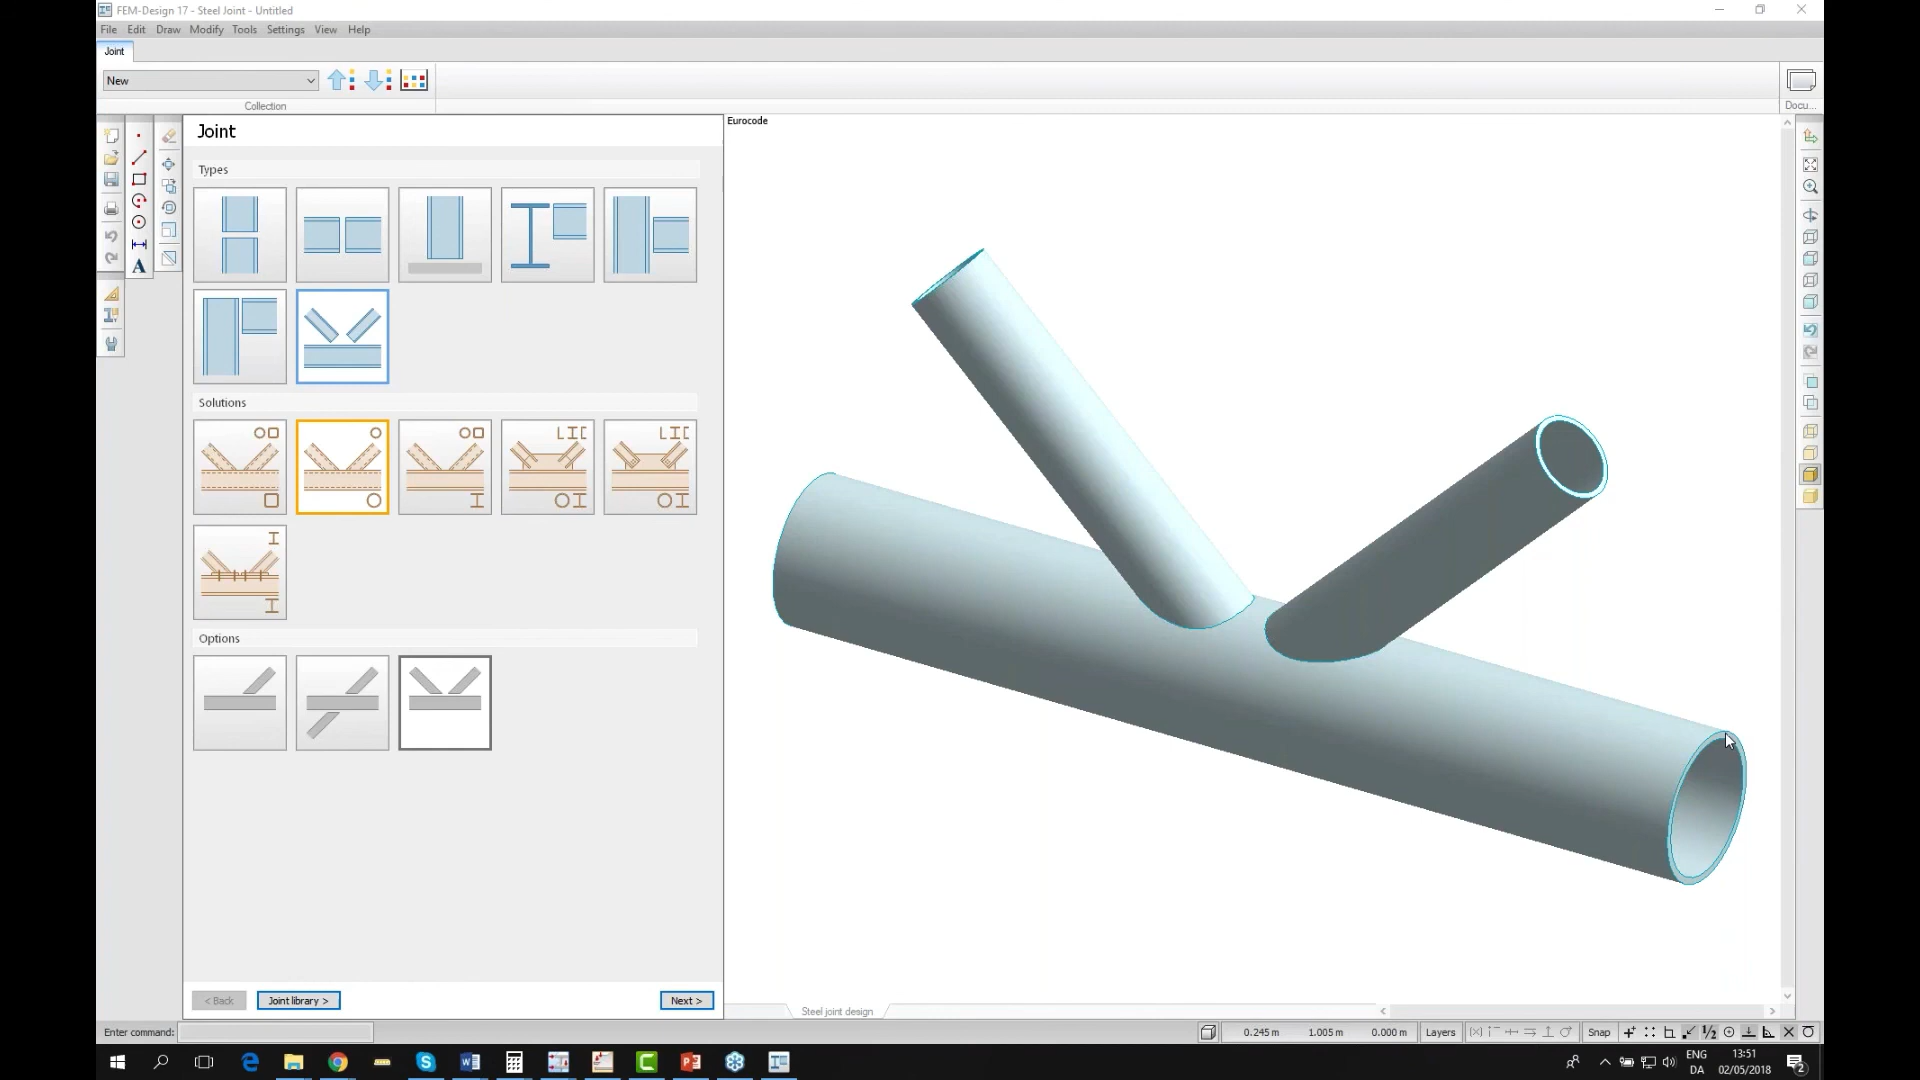 FEM-Design 17 - Steel Joint - Untitled
File Edit Draw Modify Tools Settings View Help
Joint
New
Collection
Docu...
Joint
Eurocode
Types
Solutions
Options
< Back
Joint library >
Next >
Steel joint design
Enter command:
0.245 m 1.005 m 0.000 m Layers Snap
ENG 13:51
DA 02/05/2018